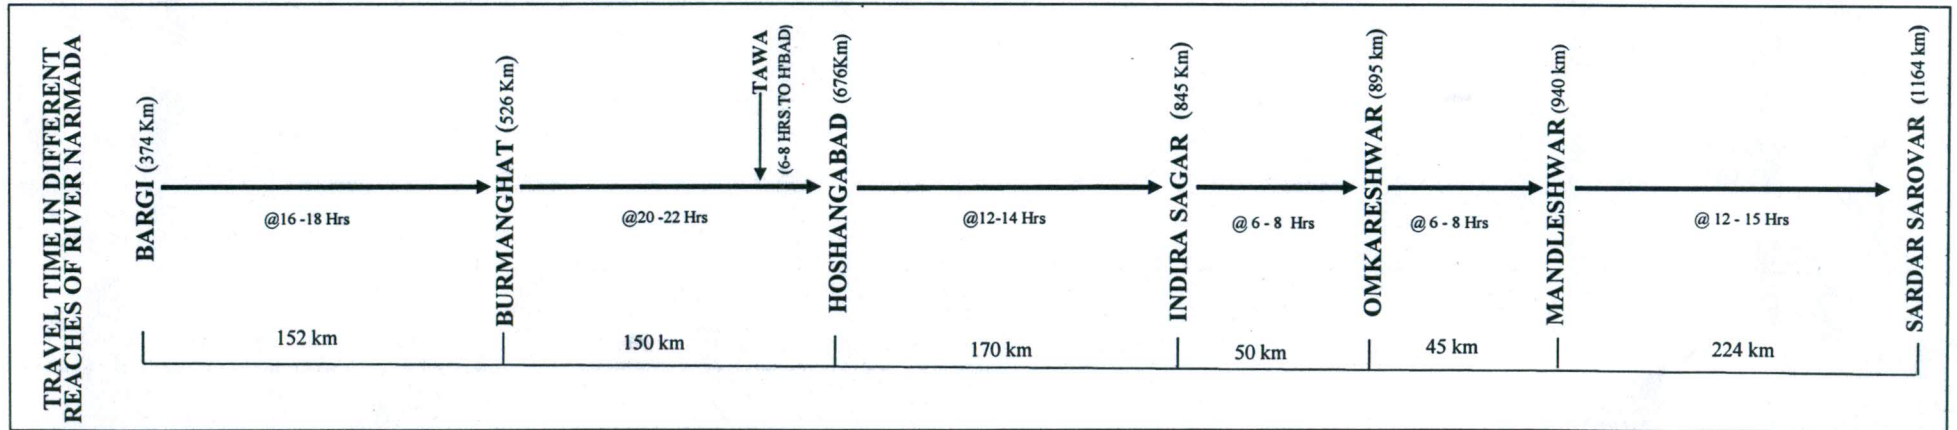 TRAVEL TIME IN DIFFERENT
REACHES OF RIVER NARMADA
BARGI (374 Km)
@16 -18 Hrs
152 km
BURMANGHAT (526 Km)
@20 -22 Hrs
150 km
TAWA
(6-8 HRS.TO H'BAD)
HOSHANGABAD (676Km)
@12-14 Hrs
170 km
INDIRA SAGAR (845 Km)
@ 6 - 8 Hrs
50 km
OMKARESHWAR (895 km)
@ 6 - 8 Hrs
45 km
MANDLESHWAR (940 km)
@ 12 - 15 Hrs
224 km
SARDAR SAROVAR (1164 km)